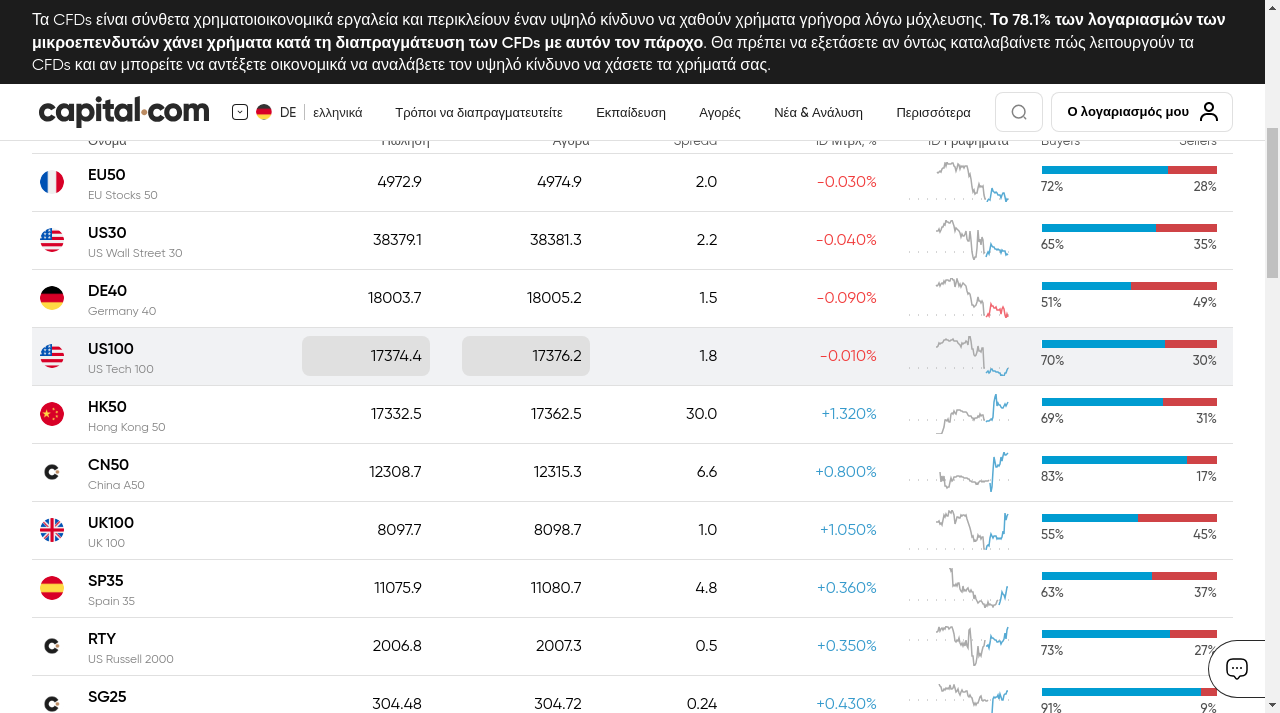 Τα CFDs είναι σύνθετα χρηματοοικονομικά εργαλεία και περικλείουν έναν υψηλό κίνδυνο να χαθούν χρήματα γρήγορα λόγω μόχλευσης. Το 78.1% των λογαριασμών των
μικροεπενδυτών χάνει χρήματα κατά τη διαπραγμάτευση των CFDs με αυτόν τον πάροχο. Θα πρέπει να εξετάσετε αν όντως καταλαβαίνετε πώς λειτουργούν τα
CFDs και αν μπορείτε να αντέξετε οικονομικά να αναλάβετε τον υψηλό κίνδυνο να χάσετε τα χρήματά σας.
capital.com DE ελληνικά Τρόποι να διαπραγματευτείτε Εκπαίδευση Αγορές Νέα & Ανάλυση Περισσότερα Ο λογαριασμός μου
Όνομα Πώληση Αγορά Spread 1D Μτβλ, % 1D Γραφήματα Buyers Sellers
EU50 4972.9 4974.9 2.0 -0.030%
EU Stocks 50 72% 28%
US30 38379.1 38381.3 2.2 -0.040%
US Wall Street 30 65% 35%
DE40 18003.7 18005.2 1.5 -0.090%
Germany 40 51% 49%
US100 17374.4 17376.2 1.8 -0.010%
US Tech 100 70% 30%
HK50 17332.5 17362.5 30.0 +1.320%
Hong Kong 50 69% 31%
CN50 12308.7 12315.3 6.6 +0.800%
China A50 83% 17%
UK100 8097.7 8098.7 1.0 +1.050%
UK 100 55% 45%
SP35 11075.9 11080.7 4.8 +0.360%
Spain 35 63% 37%
RTY 2006.8 2007.3 0.5 +0.350%
US Russell 2000 73% 27%
SG25 304.48 304.72 0.24 +0.430%
91% 9%